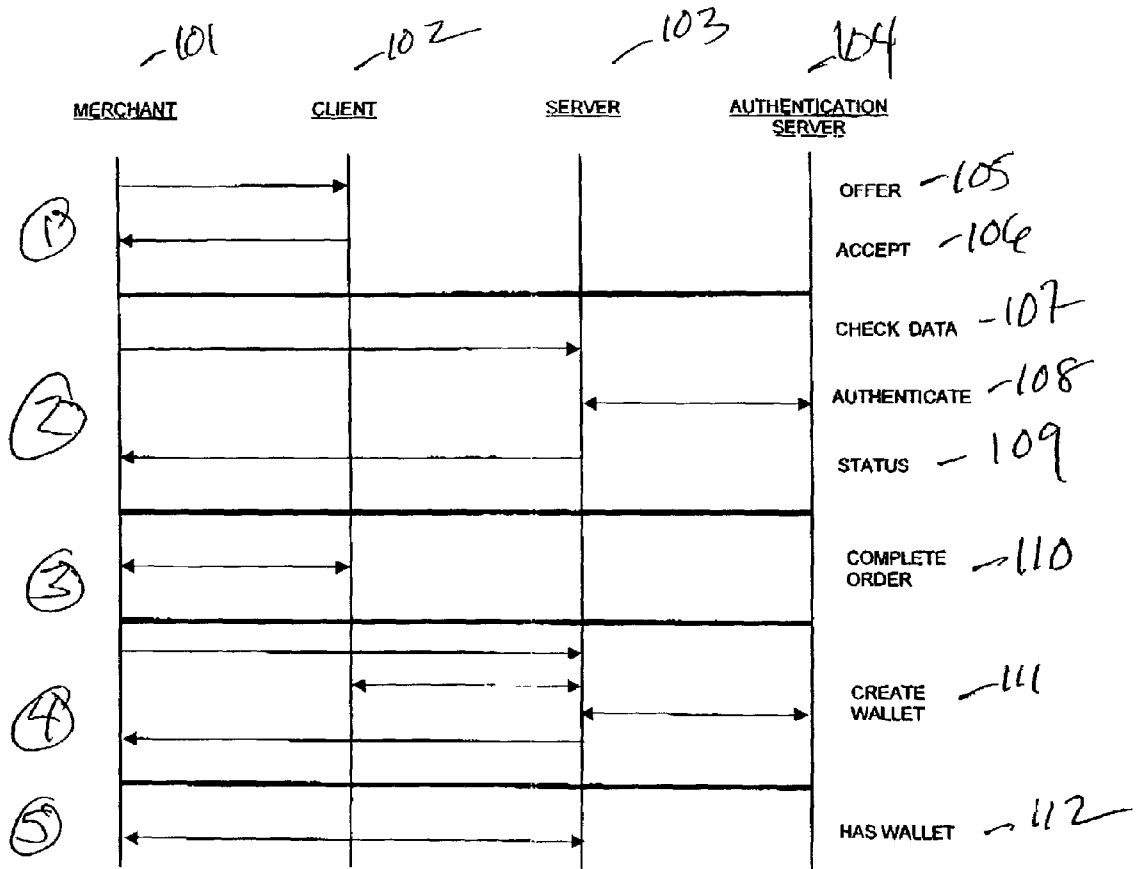 101
102
103
104
MERCHANT
CLIENT
SERVER
AUTHENTICATION
SERVER
1
OFFER 105
ACCEPT 106
CHECK DATA 107
2
AUTHENTICATE 108
STATUS 109
3
COMPLETE
ORDER
110
4
CREATE
WALLET
111
5
HAS WALLET 112